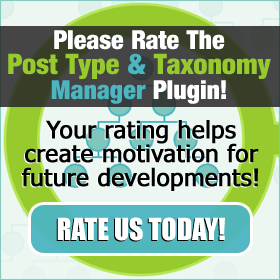 Please Rate The
Post Type & Taxonomy
Manager Plugin!
Your rating helps
create motivation for
future developments!
RATE US TODAY!